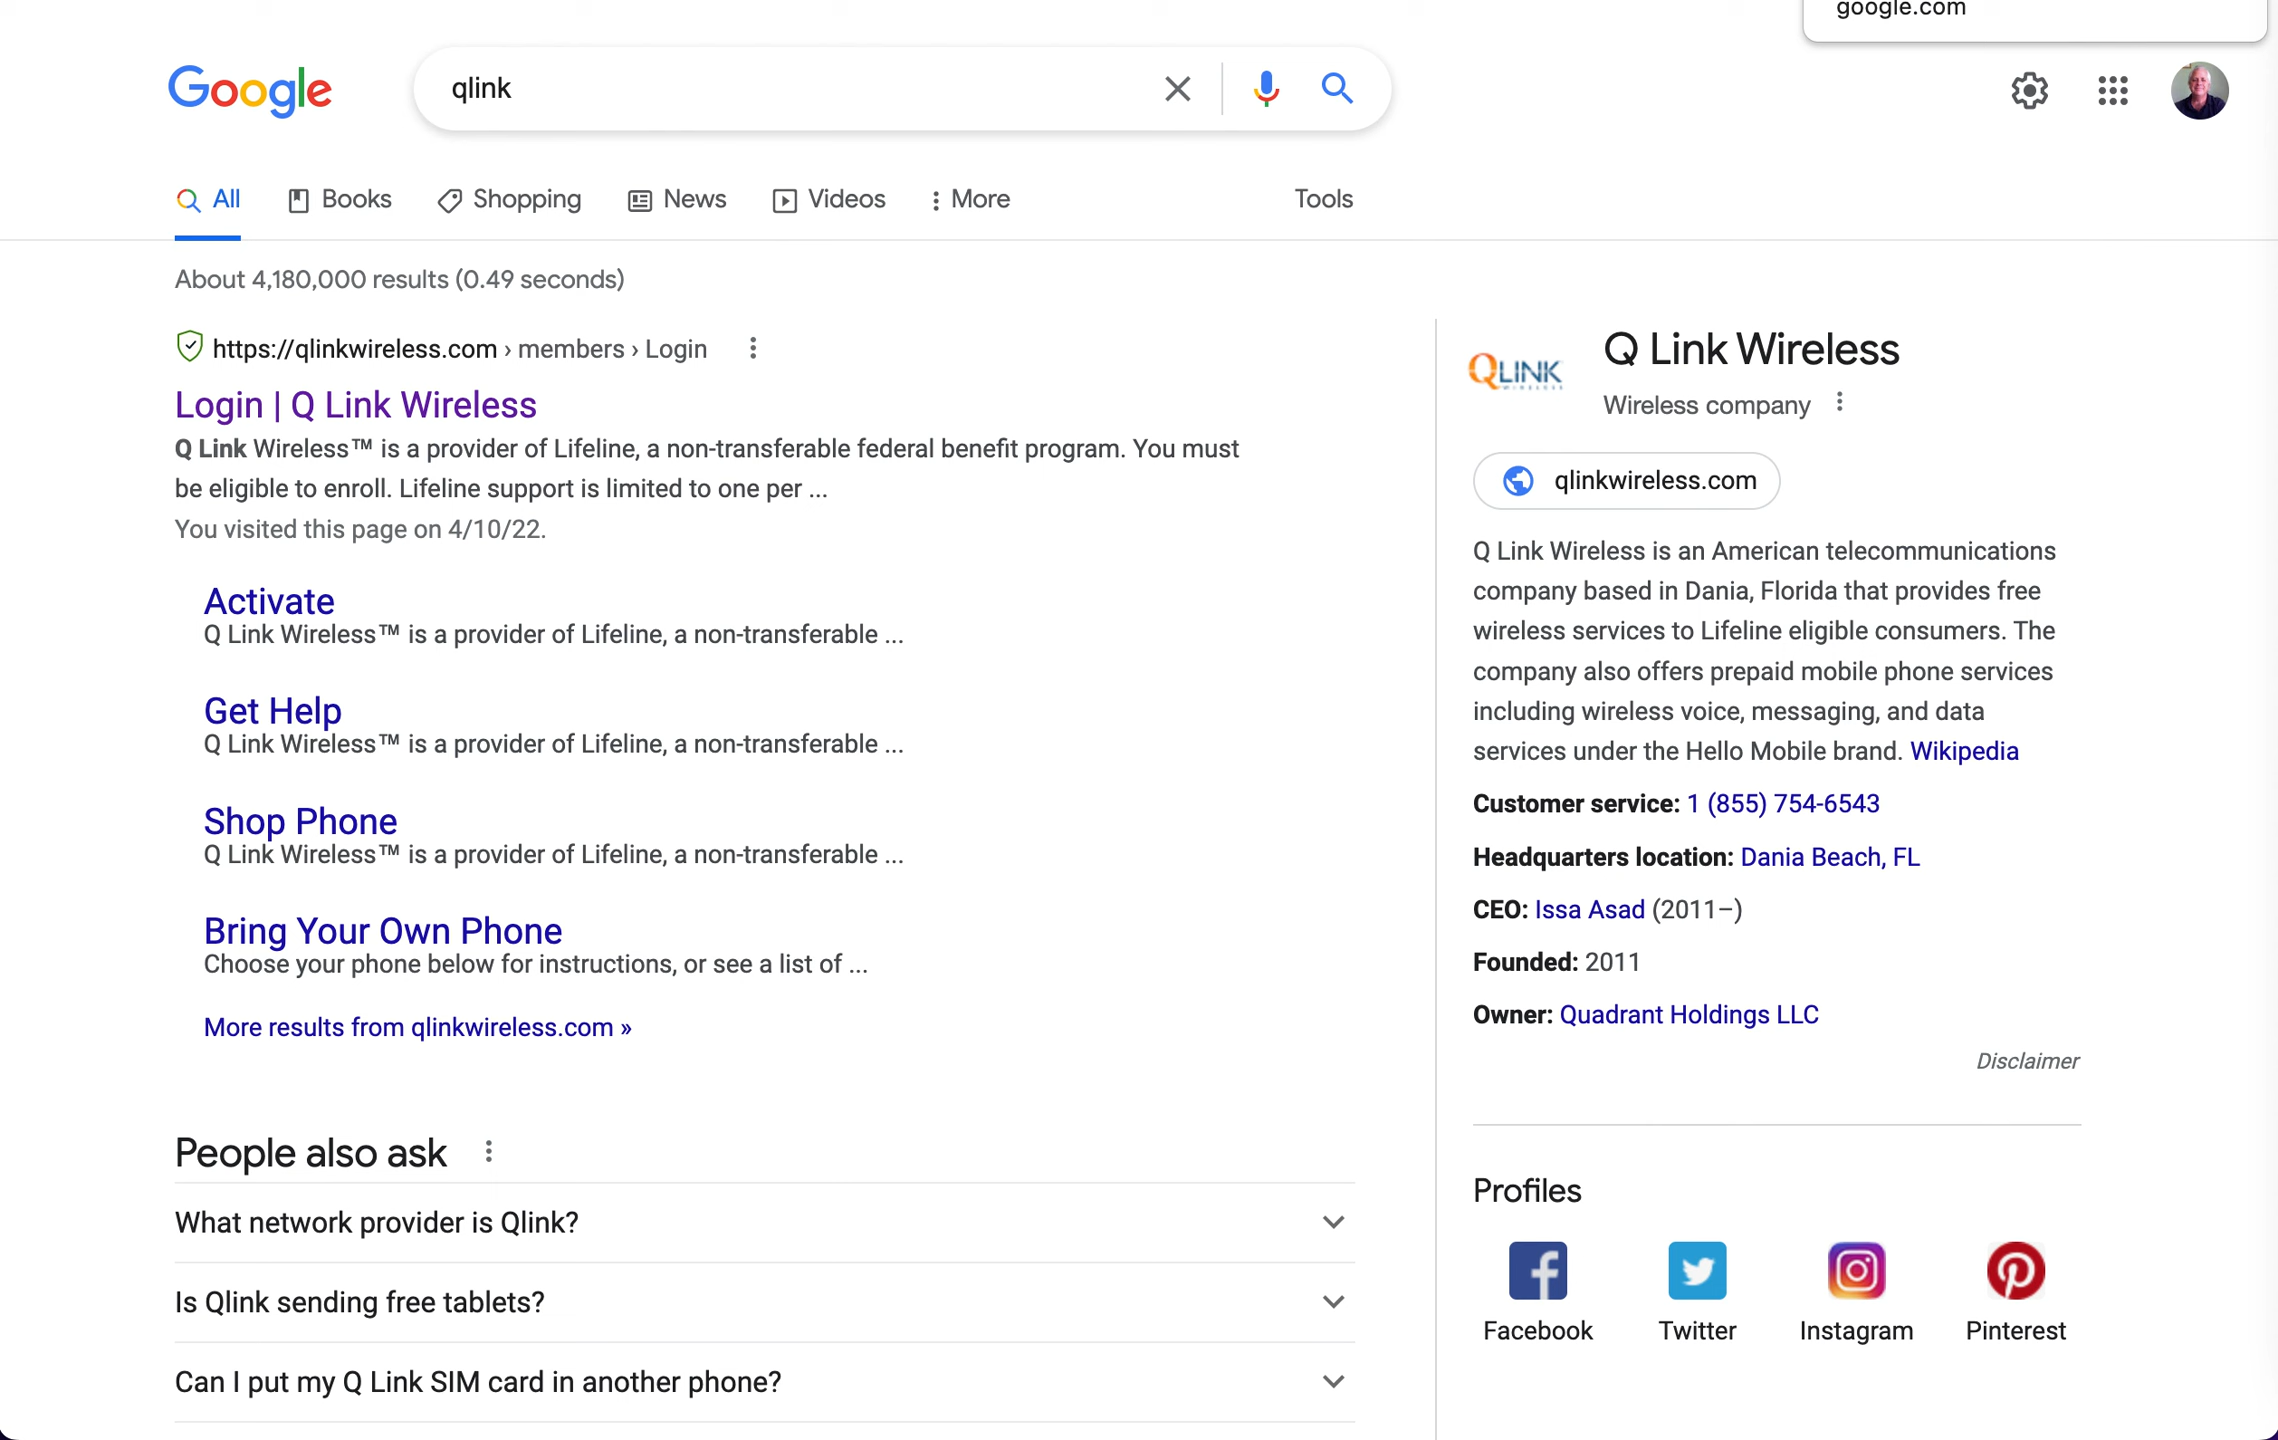 google.com
Google
qlink
All
Books
Shopping
News
Videos
More
Tools
About 4,180,000 results (0.49 seconds)
https://qlinkwireless.com › members › Login
Login | Q Link Wireless
Q Link Wireless™ is a provider of Lifeline, a non-transferable federal benefit program. You must
be eligible to enroll. Lifeline support is limited to one per ...
You visited this page on 4/10/22.
Activate
Q Link Wireless™ is a provider of Lifeline, a non-transferable ...
Get Help
Q Link Wireless™ is a provider of Lifeline, a non-transferable ...
Shop Phone
Q Link Wireless™ is a provider of Lifeline, a non-transferable ...
Bring Your Own Phone
Choose your phone below for instructions, or see a list of ...
More results from qlinkwireless.com »
People also ask
What network provider is Qlink?
Is Qlink sending free tablets?
Can I put my Q Link SIM card in another phone?
QLINK
WIRELESS
Q Link Wireless
Wireless company
qlinkwireless.com
Q Link Wireless is an American telecommunications
company based in Dania, Florida that provides free
wireless services to Lifeline eligible consumers. The
company also offers prepaid mobile phone services
including wireless voice, messaging, and data
services under the Hello Mobile brand. Wikipedia
Customer service: 1 (855) 754-6543
Headquarters location: Dania Beach, FL
CEO: Issa Asad (2011–)
Founded: 2011
Owner: Quadrant Holdings LLC
Disclaimer
Profiles
Facebook
Twitter
Instagram
Pinterest